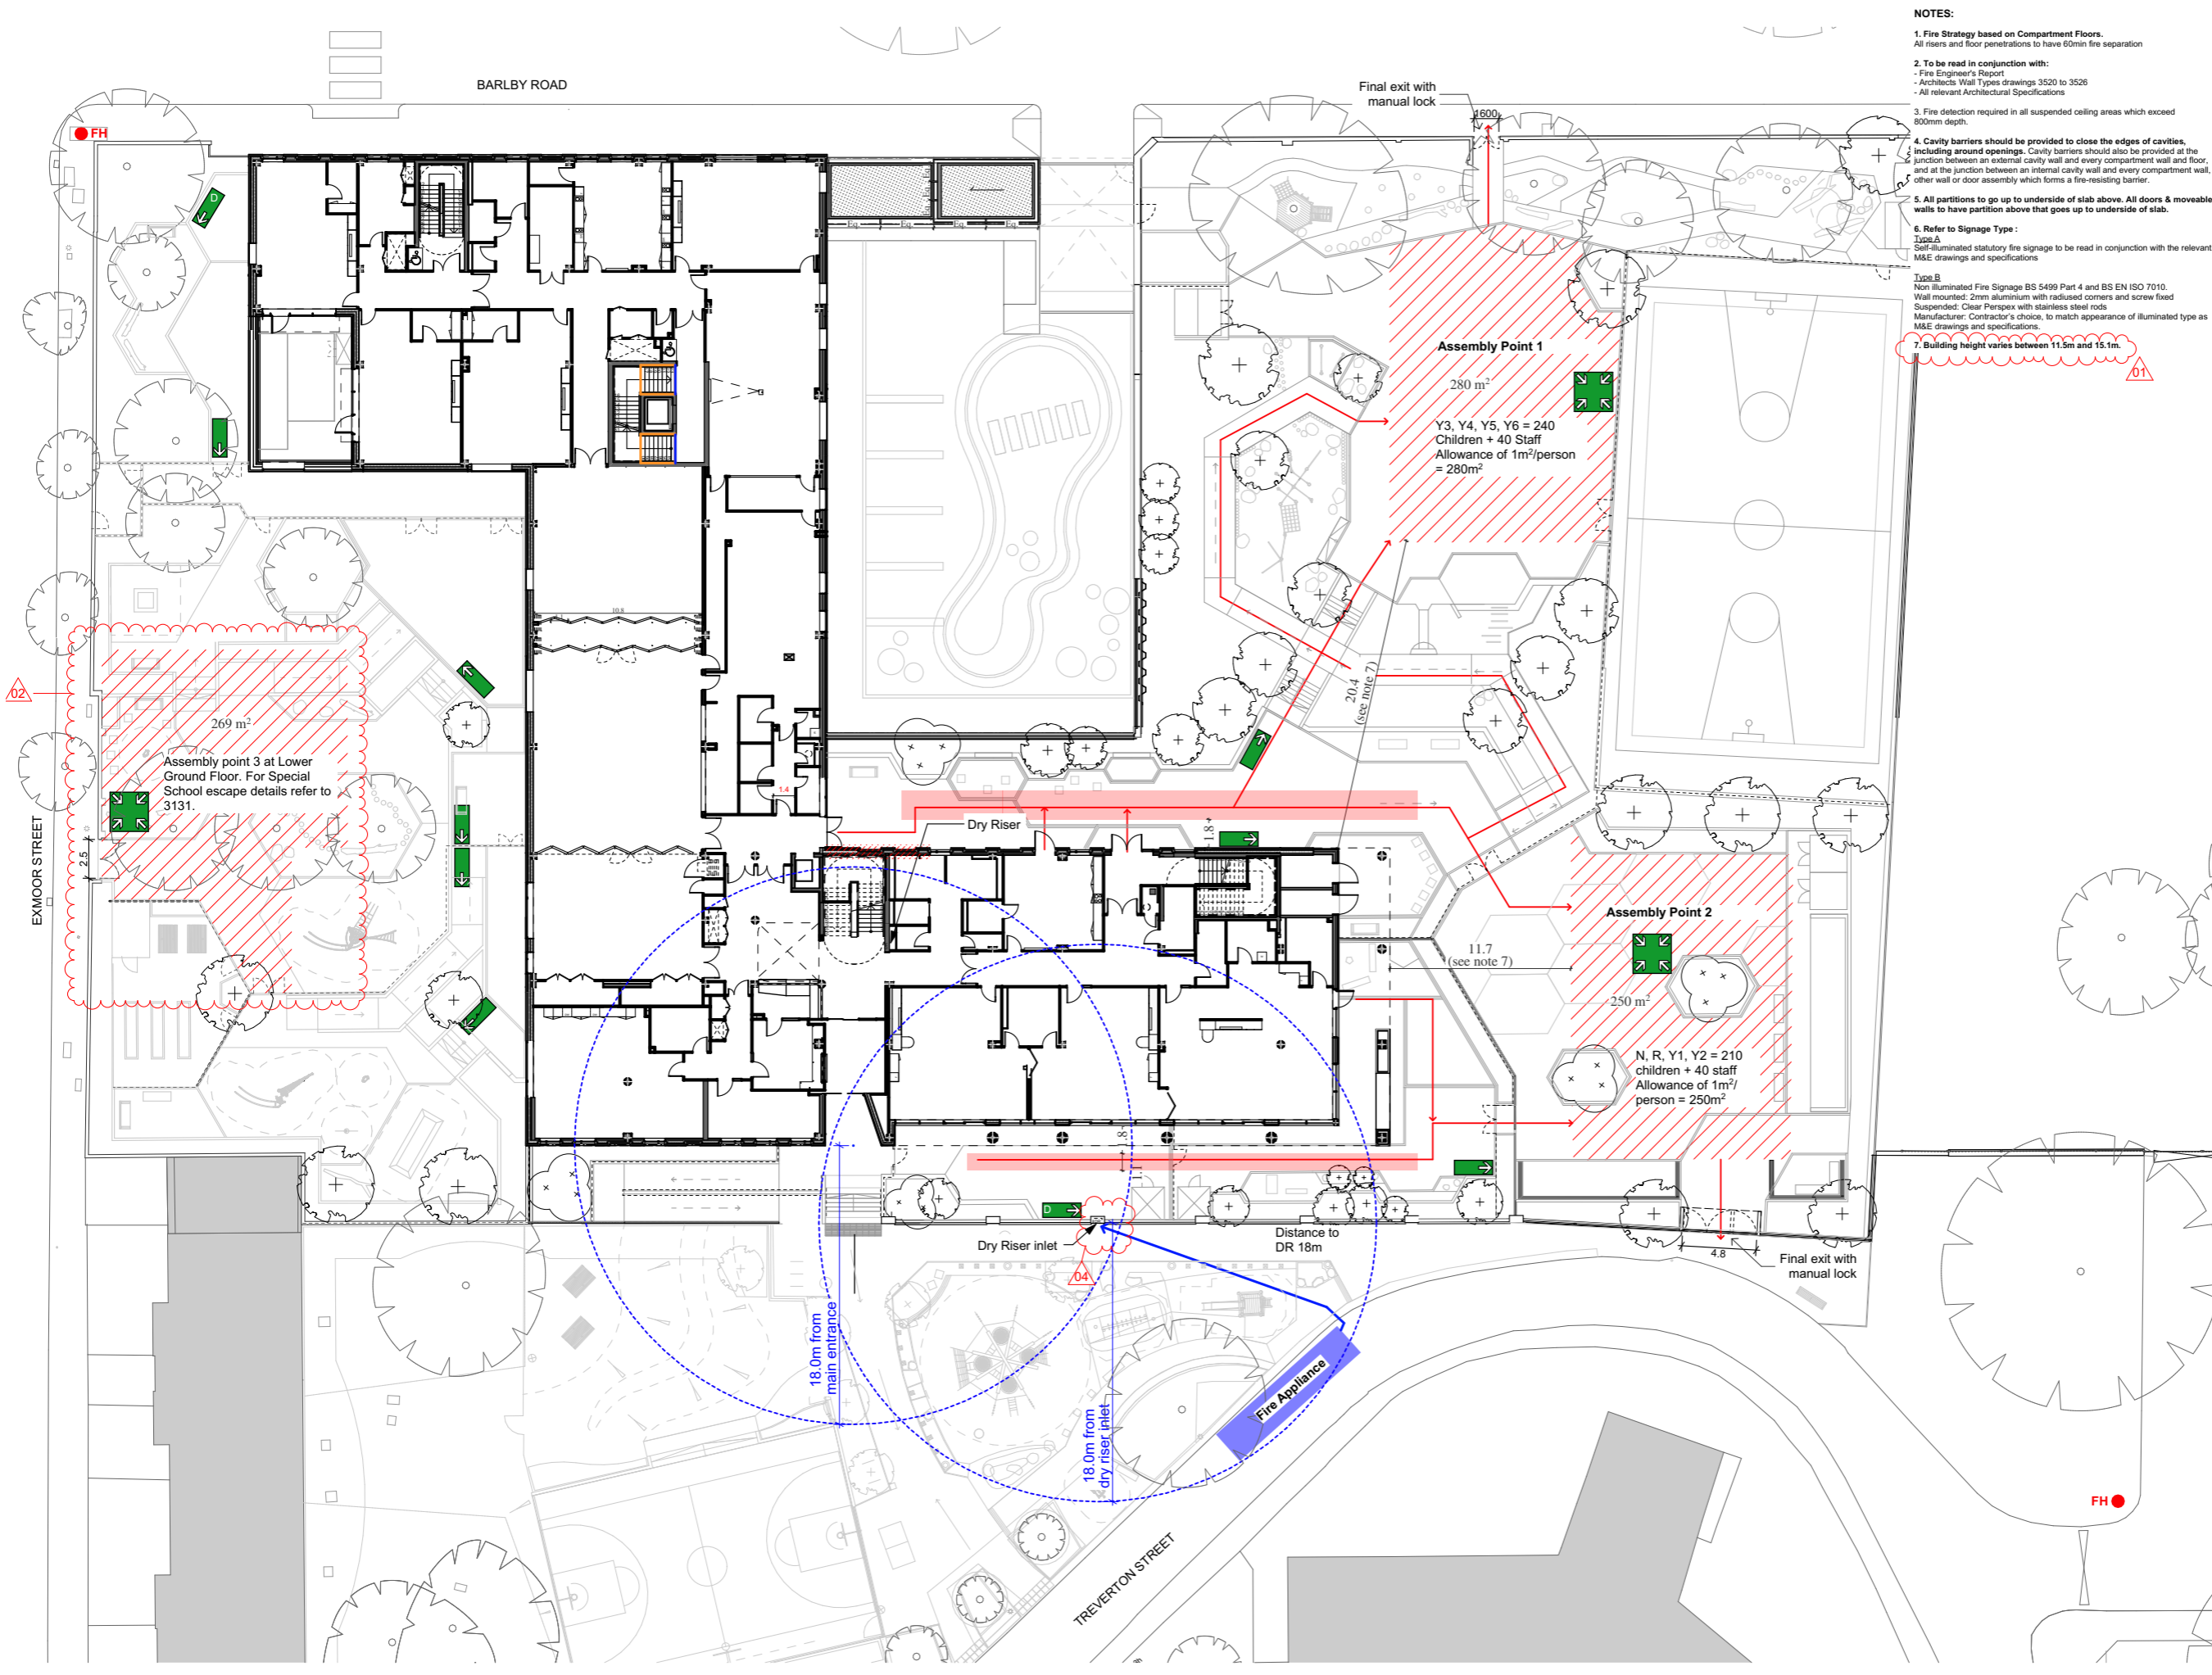 NOTES:
1. Fire Strategy based on Compartment Floors.
All risers and floor penetrations to have 60min fire separation
2. To be read in conjunction with:
- Fire Engineer's Report
- Architects Wall Types drawings 3520 to 3526
- All relevant Architectural Specifications
3. Fire detection required in all suspended ceiling areas which exceed
800mm depth.
4. Cavity barriers should be provided to close the edges of cavities,
including around openings. Cavity barriers should also be provided at the
junction between an external cavity wall and every compartment wall and floor,
and at the junction between an internal cavity wall and every compartment wall,
other wall or door assembly which forms a fire-resisting barrier.
5. All partitions to go up to underside of slab above. All doors & moveable
walls to have partition above that goes up to underside of slab.
6. Refer to Signage Type :
Type A
Self-illuminated statutory fire signage to be read in conjunction with the relevant
M&E drawings and specifications
Type B
Non illuminated Fire Signage BS 5499 Part 4 and BS EN ISO 7010.
Wall mounted: 2mm aluminium with radiused corners and screw fixed
Suspended: Clear Perspex with stainless steel rods
Manufacturer: Contractor's choice, to match appearance of illuminated type as
M&E drawings and specifications.
7. Building height varies between 11.5m and 15.1m.
01
BARLBY ROAD
Final exit with
manual lock
1600
FH
D
Eq.
Eq.
Eq.
Eq.
Eq.
Eq.
Assembly Point 1
280 m²
Y3, Y4, Y5, Y6 = 240
Children + 40 Staff
Allowance of 1m²/person
= 280m²
10.8
20.4
(see note 7)
02
269 m²
Assembly point 3 at Lower
Ground Floor. For Special
School escape details refer to
3131.
2.5
EXMOOR STREET
1.4
Dry Riser
1.8
Assembly Point 2
11.7
(see note 7)
250 m²
N, R, Y1, Y2 = 210
children + 40 staff
Allowance of 1m²/
person = 250m²
D
Dry Riser inlet
04
Distance to
DR 18m
4.8
Final exit with
manual lock
18.0m from
main entrance
18.0m from
dry riser inlet
Fire Appliance
TREVERTON STREET
FH